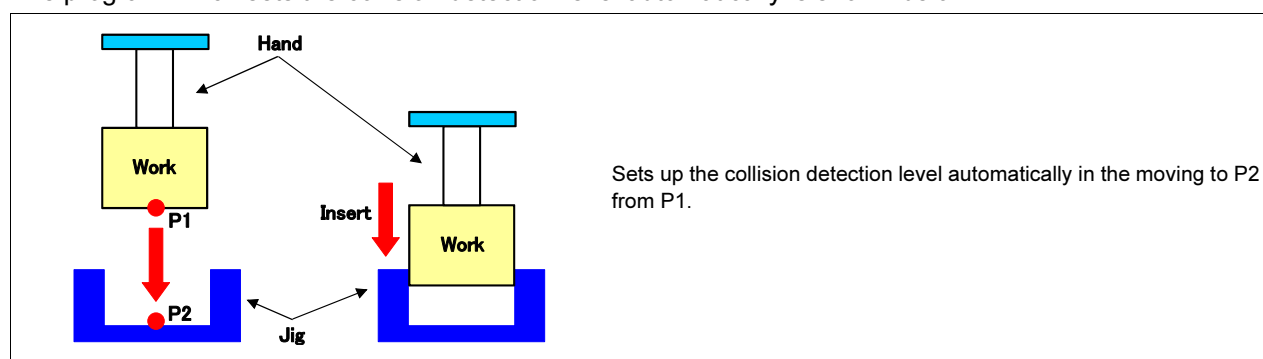 Hand
Work
P1
P2
Insert
Work
Jig
Sets up the collision detection level automatically in the moving to P2
from P1.